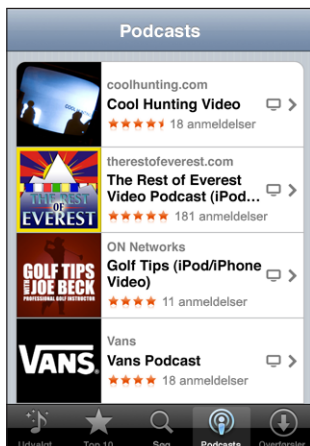 Podcasts
coolhunting.com
Cool Hunting Video
18 anmeldelser
therestofeverest.com
THE REST
OF
EVEREST
The Rest of Everest
Video Podcast (iPod...
181 anmeldelser
ON Networks
GOLF TIPS
WITH JOE BECK
PROFESSIONAL GOLF INSTRUCTOR
Golf Tips (iPod/iPhone
Video)
11 anmeldelser
Vans
VANS
Vans Podcast
18 anmeldelser
Udvalgt Top 10 Søg Podcasts Overførsler